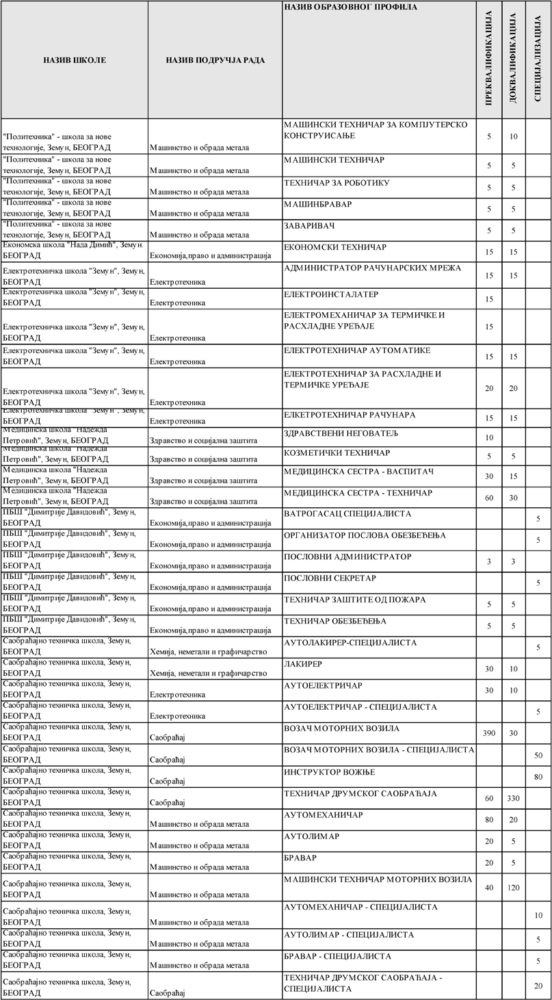 НАЗИВ ШКОЛЕ
НАЗИВ ПОДРУЧЈА РАДА
НАЗИВ ОБРАЗОВНОГ ПРОФИЛА
ПРЕКВАЛИФИКАЦИЈА
ДОКВАЛИФИКАЦИЈА
СПЕЦИЈАЛИЗАЦИЈА
"Политехника" - школа за нове
технологије, Земун, БЕОГРАД
Машинство и обрада метала
МАШИНСКИ ТЕХНИЧАР ЗА КОМПЈУТЕРСКО
КОНСТРУИСАЊЕ
5 10
"Политехника" - школа за нове
технологије, Земун, БЕОГРАД
Машинство и обрада метала
МАШИНСКИ ТЕХНИЧАР
5 5
"Политехника" - школа за нове
технологије, Земун, БЕОГРАД
Машинство и обрада метала
ТЕХНИЧАР ЗА РОБОТИКУ
5 5
"Политехника" - школа за нове
технологије, Земун, БЕОГРАД
Машинство и обрада метала
МАШИНБРАВАР
5 5
"Политехника" - школа за нове
технологије, Земун, БЕОГРАД
Машинство и обрада метала
ЗАВАРИВАЧ
5 5
Економска школа "Нада Димић", Земун.
БЕОГРАД
Економија,право и администрација
ЕКОНОМСКИ ТЕХНИЧАР
15 15
Електротехничка школа "Земун", Земун,
БЕОГРАД
Електротехника
АДМИНИСТРАТОР РАЧУНАРСКИХ МРЕЖА
15 15
Електротехничка школа "Земун", Земун,
БЕОГРАД
Електротехника
ЕЛЕКТРОИНСТАЛАТЕР
15
Електротехничка школа "Земун", Земун,
БЕОГРАД
Електротехника
ЕЛЕКТРОМЕХАНИЧАР ЗА ТЕРМИЧКЕ И
РАСХЛАДНЕ УРЕЂАЈЕ
15
Електротехничка школа "Земун", Земун,
БЕОГРАД
Електротехника
ЕЛЕКТРОТЕХНИЧАР АУТОМАТИКЕ
15 15
Електротехничка школа "Земун", Земун,
БЕОГРАД
Електротехника
ЕЛЕКТРОТЕХНИЧАР ЗА РАСХЛАДНЕ И
ТЕРМИЧКЕ УРЕЂАЈЕ
20 20
Електротехничка школа "Земун", Земун,
БЕОГРАД
Електротехника
ЕЛКЕТРОТЕХНИЧАР РАЧУНАРА
15 15
Медицинска школа "Надежда
Петровић", Земун, БЕОГРАД
Здравство и социјална заштита
ЗДРАВСТВЕНИ НЕГОВАТЕЉ
10
Медицинска школа "Надежда
Петровић", Земун, БЕОГРАД
Здравство и социјална заштита
КОЗМЕТИЧКИ ТЕХНИЧАР
5 5
Медицинска школа "Надежда
Петровић", Земун, БЕОГРАД
Здравство и социјална заштита
МЕДИЦИНСКА СЕСТРА - ВАСПИТАЧ
30 15
Медицинска школа "Надежда
Петровић", Земун, БЕОГРАД
Здравство и социјална заштита
МЕДИЦИНСКА СЕСТРА - ТЕХНИЧАР
60 30
ПБШ "Димитрије Давидовић", Земун,
БЕОГРАД
Економија,право и администрација
ВАТРОГАСАЦ СПЕЦИЈАЛИСТА
5
ПБШ "Димитрије Давидовић", Земун,
БЕОГРАД
Економија,право и администрација
ОРГАНИЗАТОР ПОСЛОВА ОБЕЗБЕЂЕЊА
5
ПБШ "Димитрије Давидовић", Земун,
БЕОГРАД
Економија,право и администрација
ПОСЛОВНИ АДМИНИСТРАТОР
3 3
ПБШ "Димитрије Давидовић", Земун,
БЕОГРАД
Економија,право и администрација
ПОСЛОВНИ СЕКРЕТАР
5
ПБШ "Димитрије Давидовић", Земун,
БЕОГРАД
Економија,право и администрација
ТЕХНИЧАР ЗАШТИТЕ ОД ПОЖАРА
5 5
ПБШ "Димитрије Давидовић", Земун,
БЕОГРАД
Економија,право и администрација
ТЕХНИЧАР ОБЕЗБЕЂЕЊА
5 5
Саобраћајно техничка школа, Земун,
БЕОГРАД
Хемија, неметали и графичарство
АУТОЛАКИРЕР-СПЕЦИЈАЛИСТА
5
Саобраћајно техничка школа, Земун,
БЕОГРАД
Хемија, неметали и графичарство
ЛАКИРЕР
30 10
Саобраћајно техничка школа, Земун,
БЕОГРАД
Електротехника
АУТОЕЛЕКТРИЧАР
30 10
Саобраћајно техничка школа, Земун,
БЕОГРАД
Електротехника
АУТОЕЛЕКТРИЧАР - СПЕЦИЈАЛИСТА
5
Саобраћајно техничка школа, Земун,
БЕОГРАД
Саобраћај
ВОЗАЧ МОТОРНИХ ВОЗИЛА
390 30
Саобраћајно техничка школа, Земун,
БЕОГРАД
Саобраћај
ВОЗАЧ МОТОРНИХ ВОЗИЛА - СПЕЦИЈАЛИСТА
50
Саобраћајно техничка школа, Земун,
БЕОГРАД
Саобраћај
ИНСТРУКТОР ВОЖЊЕ
80
Саобраћајно техничка школа, Земун,
БЕОГРАД
Саобраћај
ТЕХНИЧАР ДРУМСКОГ САОБРАЋАЈА
60 330
Саобраћајно техничка школа, Земун,
БЕОГРАД
Машинство и обрада метала
АУТОМЕХАНИЧАР
80 20
Саобраћајно техничка школа, Земун,
БЕОГРАД
Машинство и обрада метала
АУТОЛИМАР
20 5
Саобраћајно техничка школа, Земун,
БЕОГРАД
Машинство и обрада метала
БРАВАР
20 5
Саобраћајно техничка школа, Земун,
БЕОГРАД
Машинство и обрада метала
МАШИНСКИ ТЕХНИЧАР МОТОРНИХ ВОЗИЛА
40 120
Саобраћајно техничка школа, Земун,
БЕОГРАД
Машинство и обрада метала
АУТОМЕХАНИЧАР - СПЕЦИЈАЛИСТА
10
Саобраћајно техничка школа, Земун,
БЕОГРАД
Машинство и обрада метала
АУТОЛИМАР - СПЕЦИЈАЛИСТА
5
Саобраћајно техничка школа, Земун,
БЕОГРАД
Машинство и обрада метала
БРАВАР - СПЕЦИЈАЛИСТА
5
Саобраћајно техничка школа, Земун,
БЕОГРАД
Саобраћај
ТЕХНИЧАР ДРУМСКОГ САОБРАЋАЈА -
СПЕЦИЈАЛИСТА
20